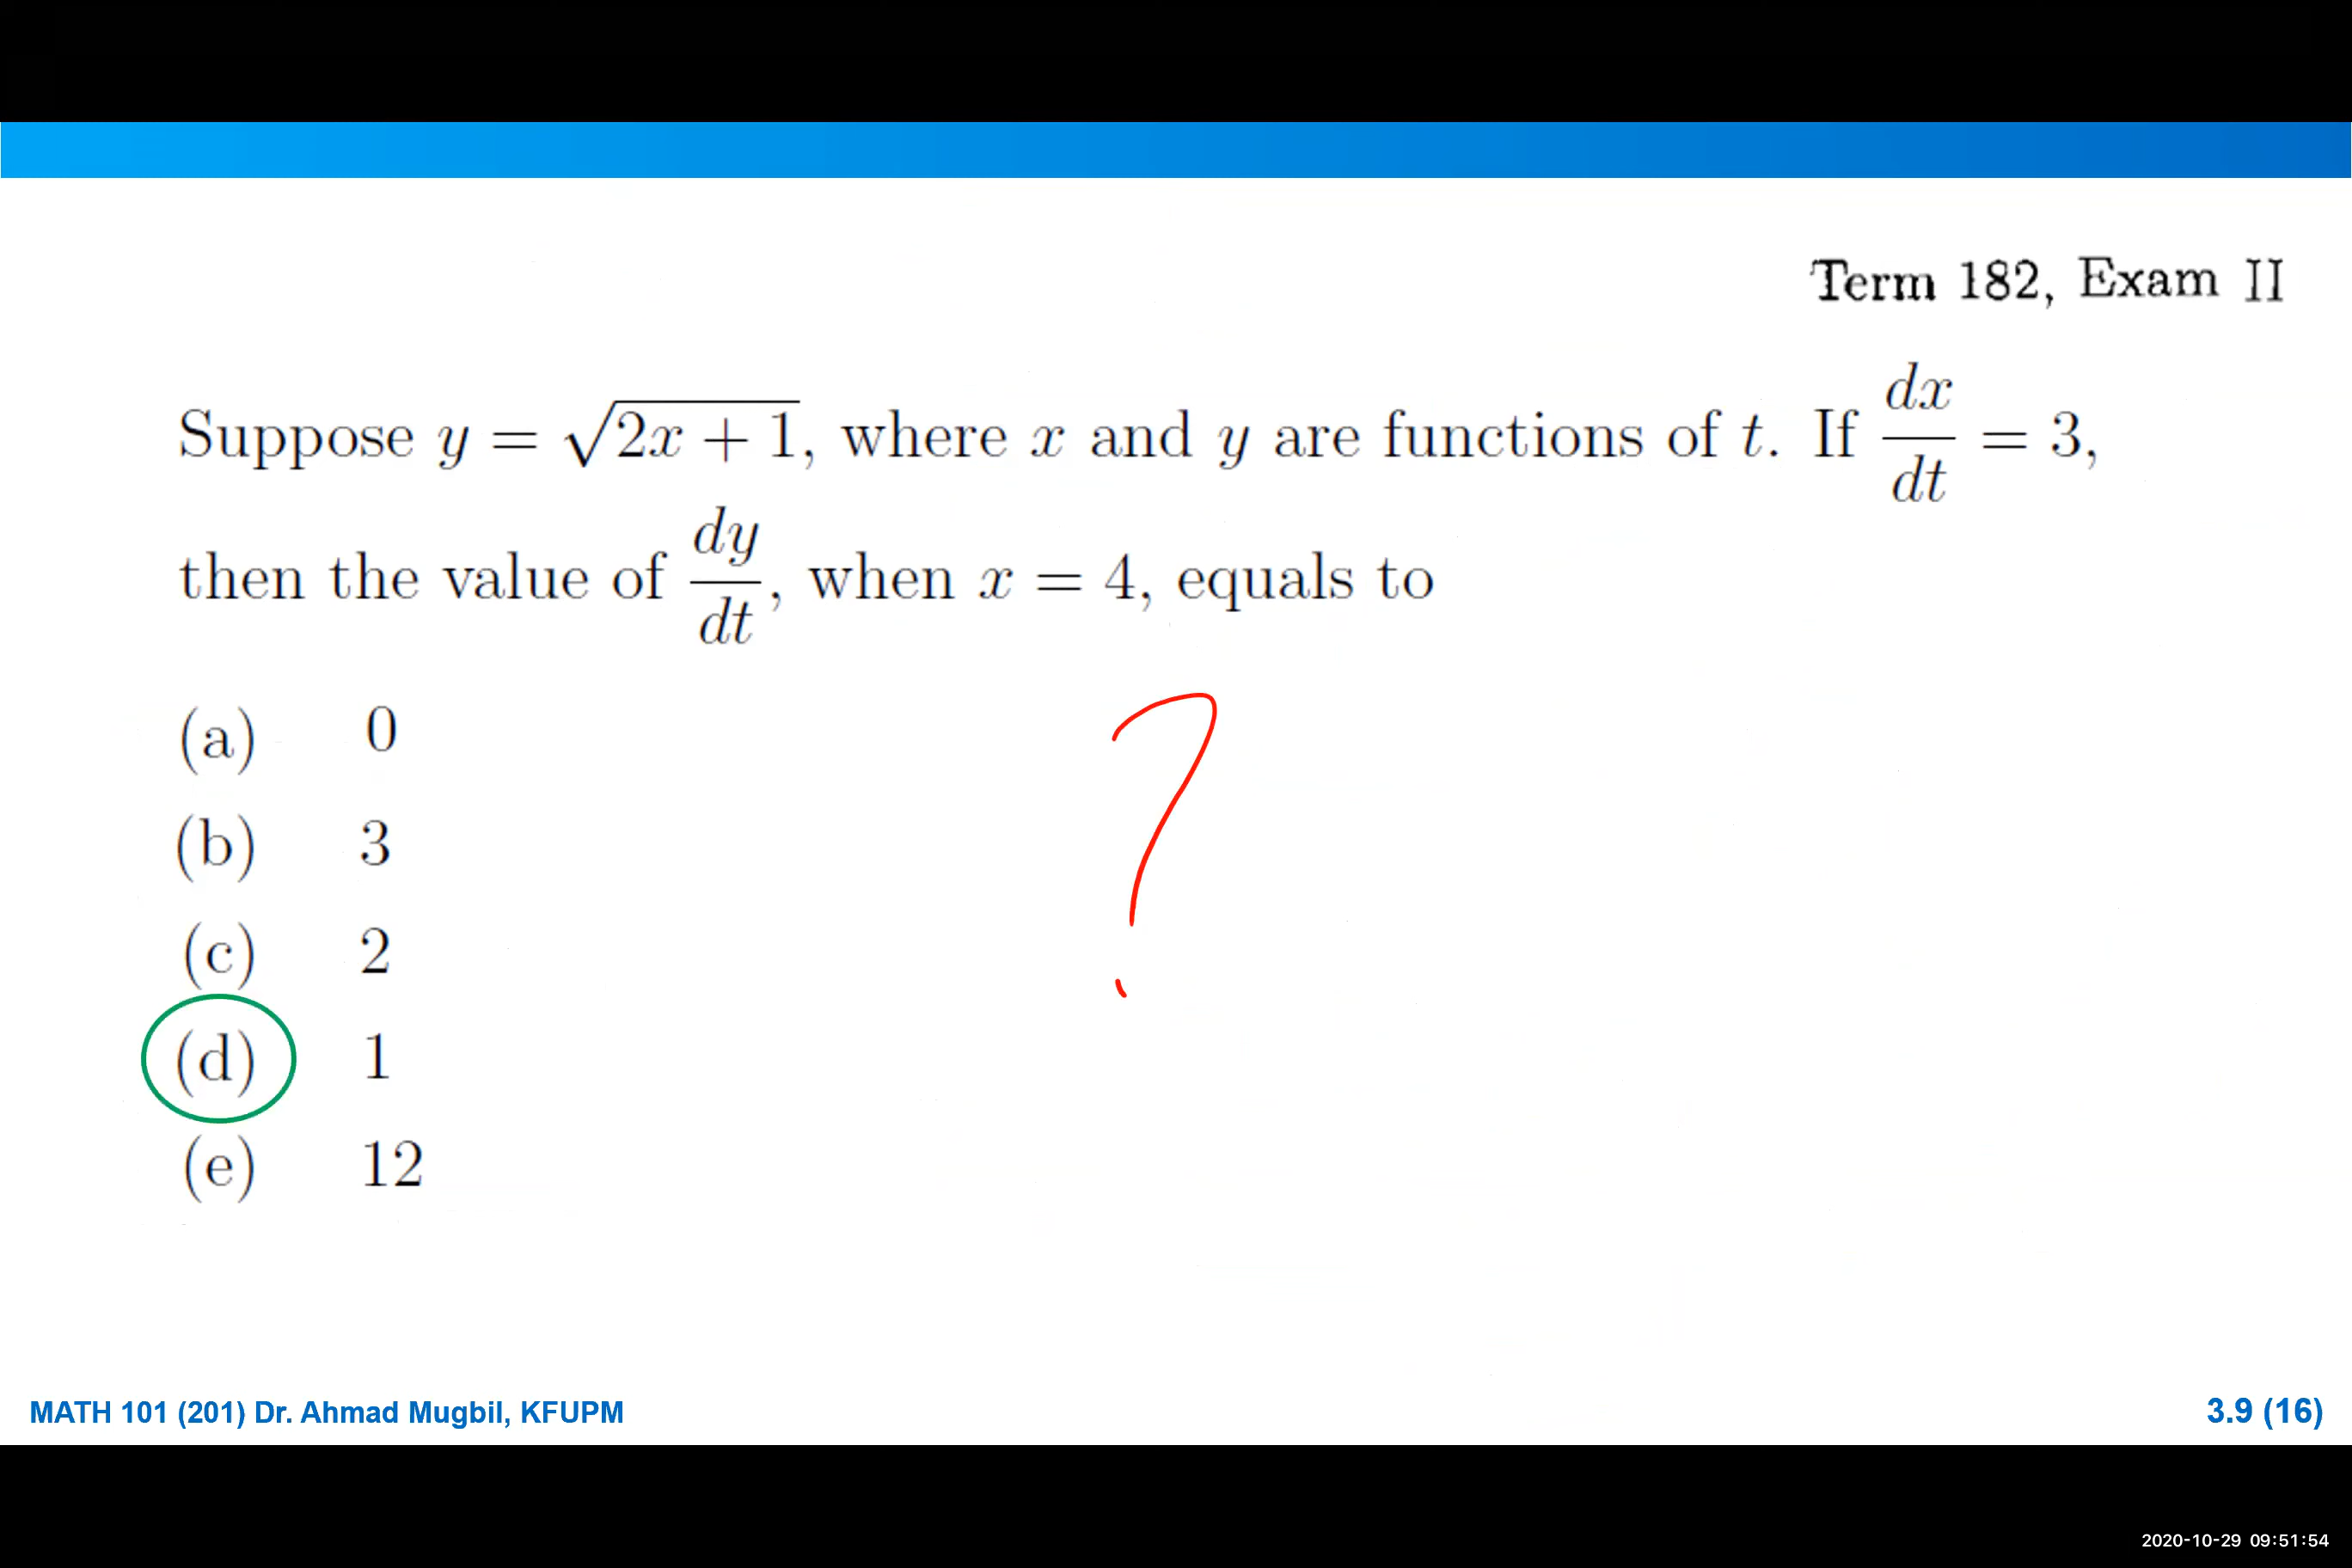 Term 182, Exam II
Suppose y = √(2x + 1), where x and y are functions of t. If dx/dt = 3,
then the value of dy/dt, when x = 4, equals to
(a) 0
(b) 3
(c) 2
(d) 1
(e) 12
?
MATH 101 (201) Dr. Ahmad Mugbil, KFUPM
3.9 (16)
2020-10-29 09:51:54